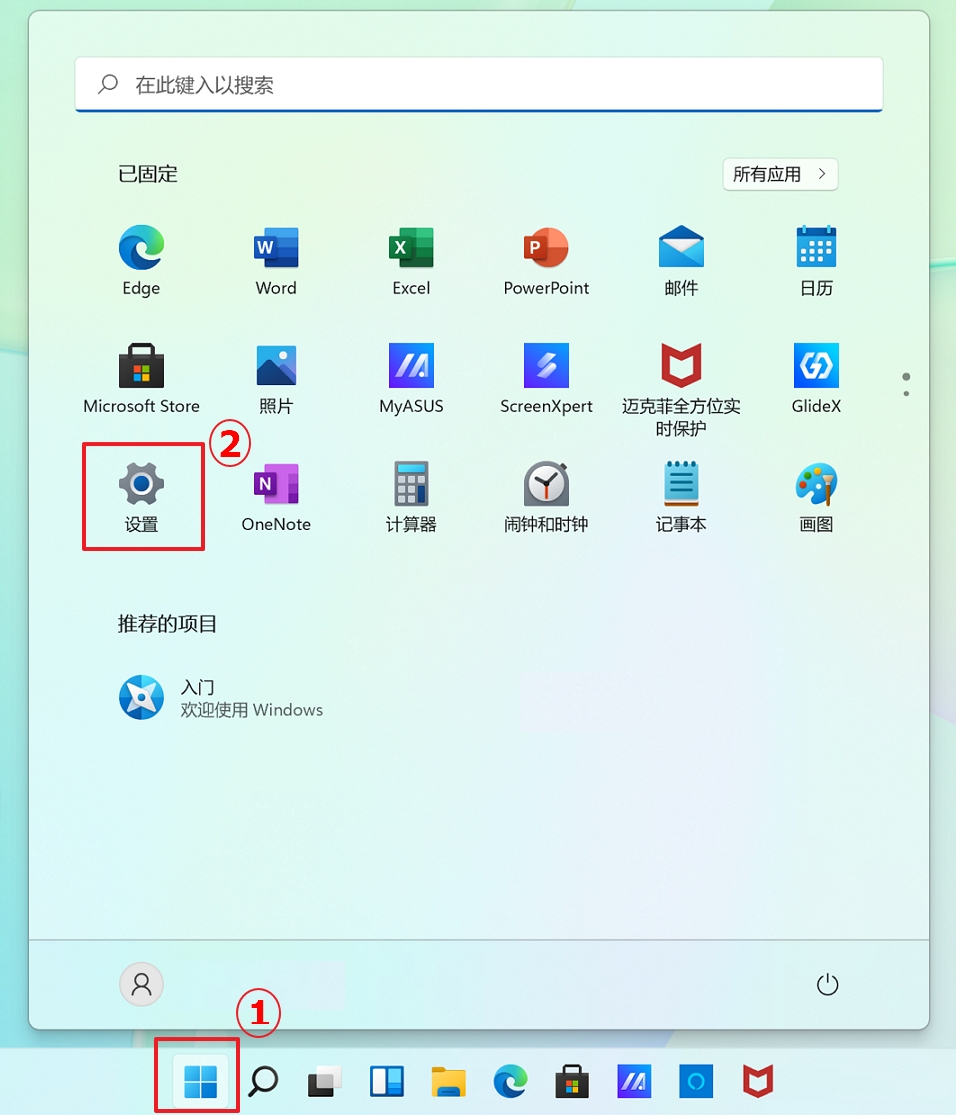 在此键入以搜索
已固定
所有应用
Edge
Word
Excel
PowerPoint
邮件
日历
Microsoft Store
照片
MyASUS
ScreenXpert
迈克菲全方位实
时保护
GlideX
②
设置
OneNote
计算器
闹钟和时钟
记事本
画图
推荐的项目
入门
欢迎使用 Windows
①